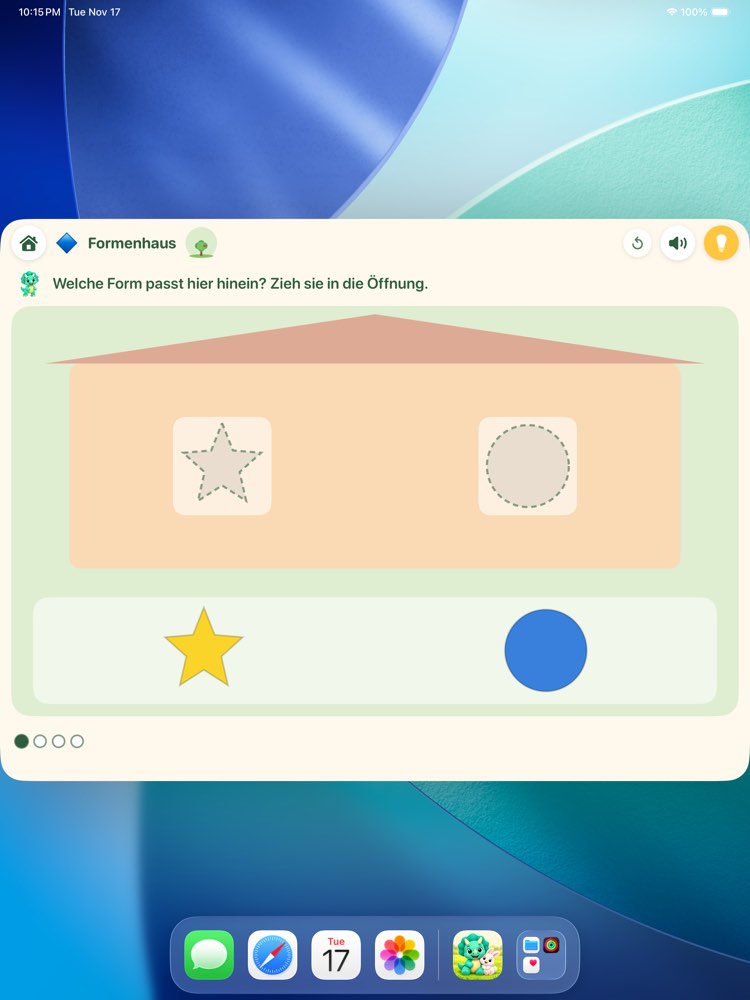 10:15 PM Tue Nov 17
100%
Formenhaus
Welche Form passt hier hinein? Zieh sie in die Öffnung.
Tue
17